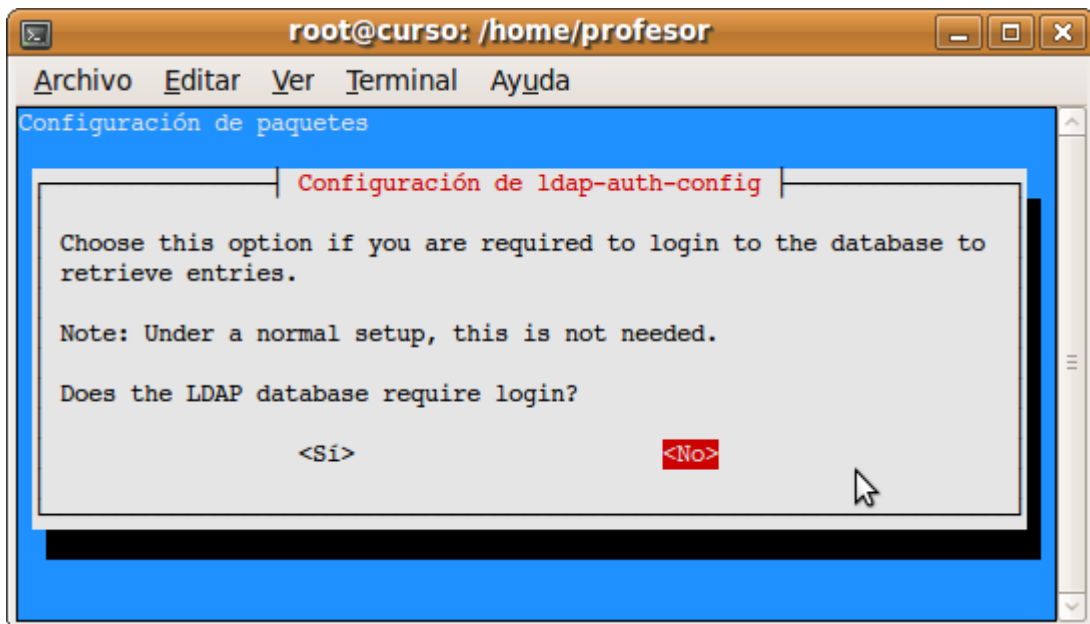 root@curso: /home/profesor
Archivo Editar Ver Terminal Ayuda
Configuración de paquetes
Configuración de ldap-auth-config
Choose this option if you are required to login to the database to
retrieve entries.
Note: Under a normal setup, this is not needed.
Does the LDAP database require login?
<Sí> <No>